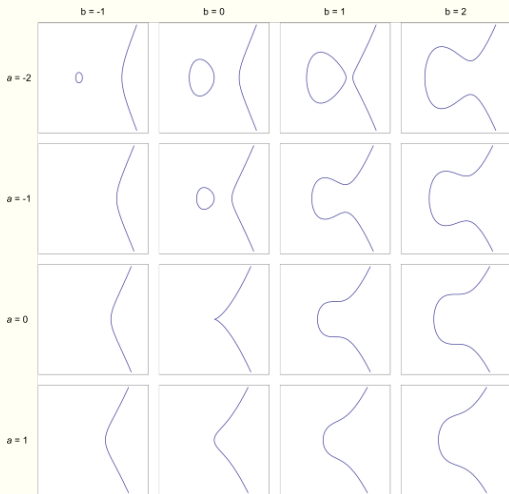 b = -1 b = 0 b = 1 b = 2
a = -2
a = -1
a = 0
a = 1